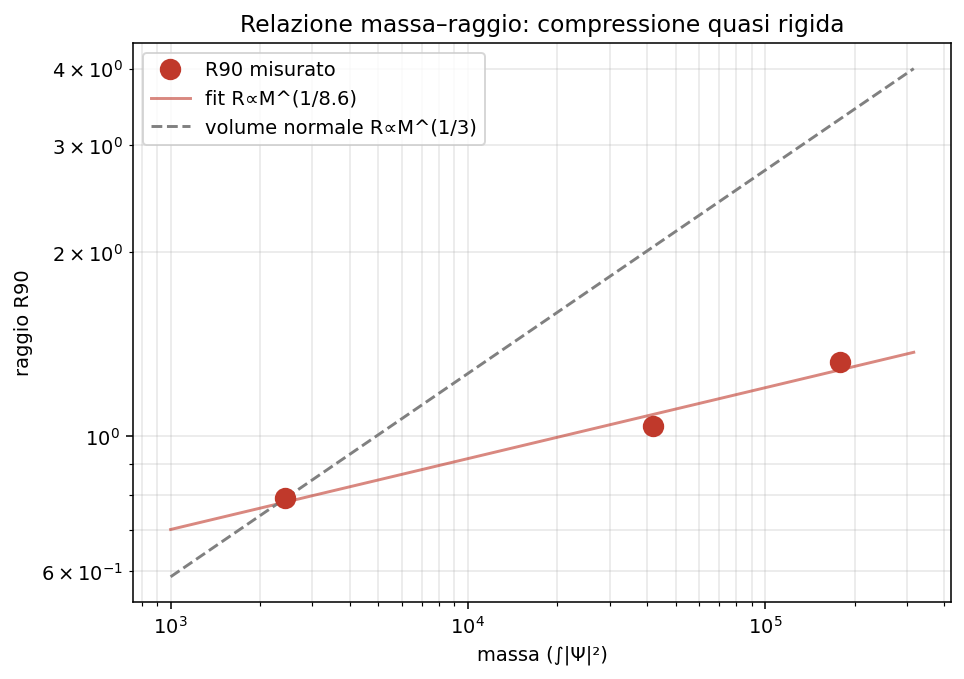 Relazione massa–raggio: compressione quasi rigida
R90 misurato
fit R∝M^(1/8.6)
volume normale R∝M^(1/3)
raggio R90
4 × 10⁰
3 × 10⁰
2 × 10⁰
10⁰
6 × 10⁻¹
10³
10⁴
10⁵
massa (∫|Ψ|²)